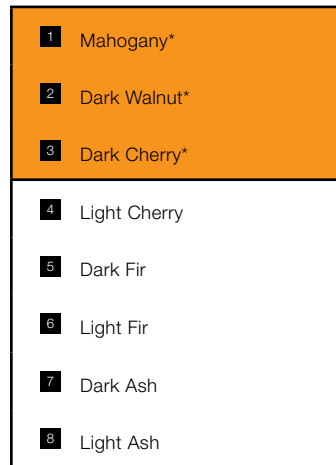 1 Mahogany*
2 Dark Walnut*
3 Dark Cherry*
4 Light Cherry
5 Dark Fir
6 Light Fir
7 Dark Ash
8 Light Ash